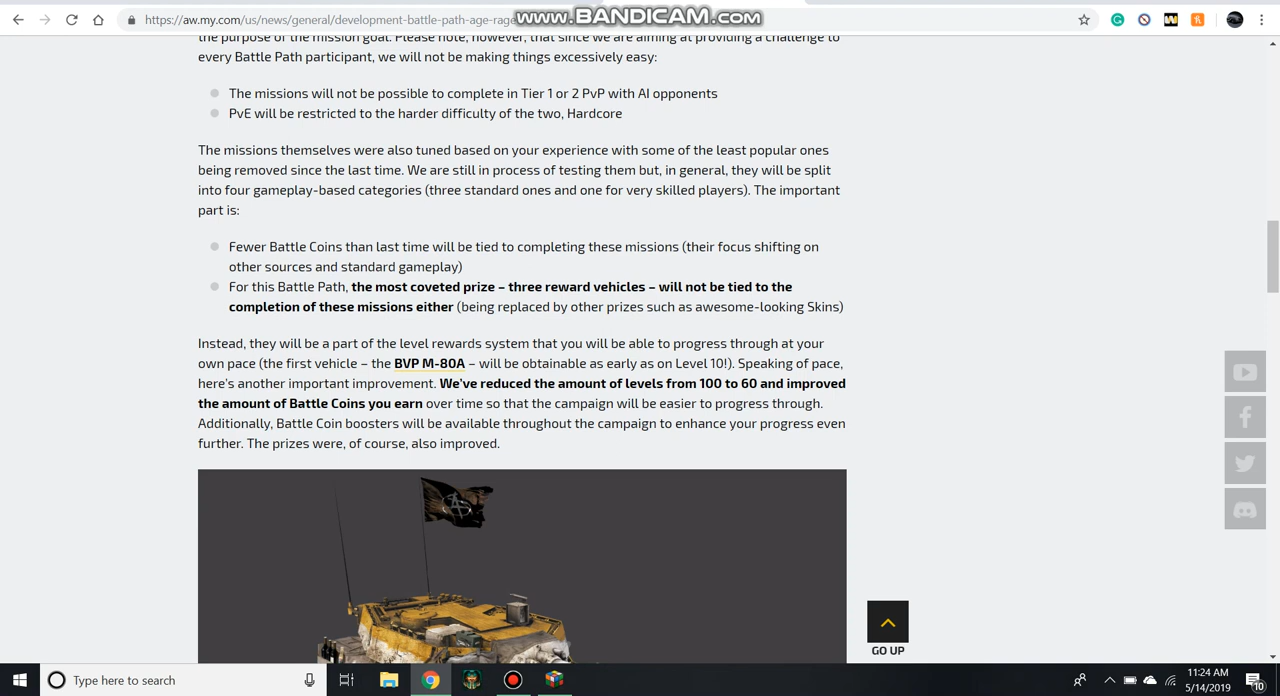 https://aw.my.com/us/news/general/development-battle-path-age-rage
www.BANDICAM.com
the purpose of the mission goal. Please note, however, that since we are aiming at providing a challenge to
every Battle Path participant, we will not be making things excessively easy:
The missions will not be possible to complete in Tier 1 or 2 PvP with AI opponents
PvE will be restricted to the harder difficulty of the two, Hardcore
The missions themselves were also tuned based on your experience with some of the least popular ones
being removed since the last time. We are still in process of testing them but, in general, they will be split
into four gameplay-based categories (three standard ones and one for very skilled players). The important
part is:
Fewer Battle Coins than last time will be tied to completing these missions (their focus shifting on
other sources and standard gameplay)
For this Battle Path, the most coveted prize – three reward vehicles – will not be tied to the
completion of these missions either (being replaced by other prizes such as awesome-looking Skins)
Instead, they will be a part of the level rewards system that you will be able to progress through at your
own pace (the first vehicle – the BVP M-80A – will be obtainable as early as on Level 10!). Speaking of pace,
here's another important improvement. We've reduced the amount of levels from 100 to 60 and improved
the amount of Battle Coins you earn over time so that the campaign will be easier to progress through.
Additionally, Battle Coin boosters will be available throughout the campaign to enhance your progress even
further. The prizes were, of course, also improved.
GO UP
Type here to search
11:24 AM
5/14/2019
10